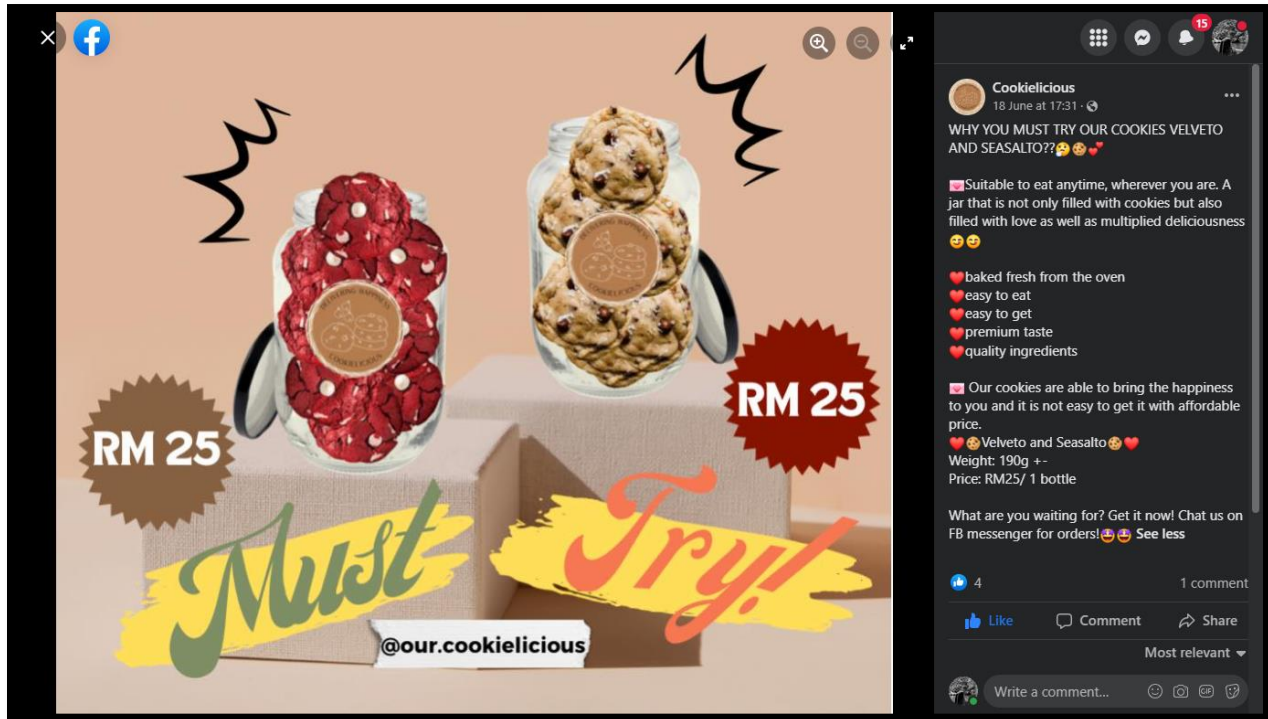 RM 25
RM 25
DELIVERING HAPPINESS
COOKIELICIOUS
DELIVERING HAPPINESS
COOKIELICIOUS
Must Try!
@our.cookielicious
15
Cookielicious
18 June at 17:31 ·
WHY YOU MUST TRY OUR COOKIES VELVETO
AND SEASALTO??🤧🍪💕
💌Suitable to eat anytime, wherever you are. A
jar that is not only filled with cookies but also
filled with love as well as multiplied deliciousness
😋😋
❤️baked fresh from the oven
❤️easy to eat
❤️easy to get
❤️premium taste
❤️quality ingredients
💌 Our cookies are able to bring the happiness
to you and it is not easy to get it with affordable
price.
❤️🍪Velveto and Seasalto🍪❤️
Weight: 190g +-
Price: RM25/ 1 bottle
What are you waiting for? Get it now! Chat us on
FB messenger for orders!🤩🤩 See less
4
1 comment
Like Comment Share
Most relevant
Write a comment...
GIF